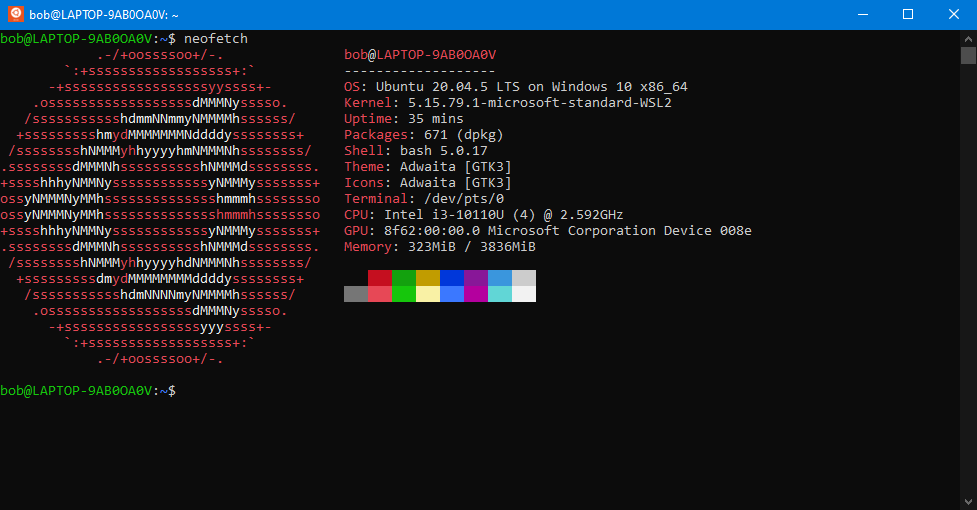 bob@LAPTOP-9AB0OA0V: ~
bob@LAPTOP-9AB0OA0V:~$ neofetch
            .-/+oossssoo+/-.               bob@LAPTOP-9AB0OA0V
        `:+ssssssssssssssssss+:`           -------------------
      -+ssssssssssssssssssyyssss+-         OS: Ubuntu 20.04.5 LTS on Windows 10 x86_64
    .ossssssssssssssssssdMMMNysssso.       Kernel: 5.15.79.1-microsoft-standard-WSL2
   /ssssssssssshdmmNNmmyNMMMMhssssss/      Uptime: 35 mins
  +ssssssssshmydMMMMMMMNddddyssssssss+     Packages: 671 (dpkg)
 /sssssssshNMMMyhhyyyyhmNMMMNhssssssss/    Shell: bash 5.0.17
.ssssssssdMMMNhsssssssssshNMMMdssssssss.   Theme: Adwaita [GTK3]
+sssshhhyNMMNyssssssssssssyNMMMysssssss+   Icons: Adwaita [GTK3]
ossyNMMMNyMMhsssssssssssssshmmmhssssssso   Terminal: /dev/pts/0
ossyNMMMNyMMhsssssssssssssshmmmhssssssso   CPU: Intel i3-10110U (4) @ 2.592GHz
+sssshhhyNMMNyssssssssssssyNMMMysssssss+   GPU: 8f62:00:00.0 Microsoft Corporation Device 008e
.ssssssssdMMMNhsssssssssshNMMMdssssssss.   Memory: 323MiB / 3836MiB
 /sssssssshNMMMyhhyyyyhdNMMMNhssssssss/
  +sssssssssdmydMMMMMMMMddddyssssssss+
   /ssssssssssshdmNNNNmyNMMMMhssssss/
    .ossssssssssssssssssdMMMNysssso.
      -+sssssssssssssssssyyyssss+-
        `:+ssssssssssssssssss+:`
            .-/+oossssoo+/-.
bob@LAPTOP-9AB0OA0V:~$